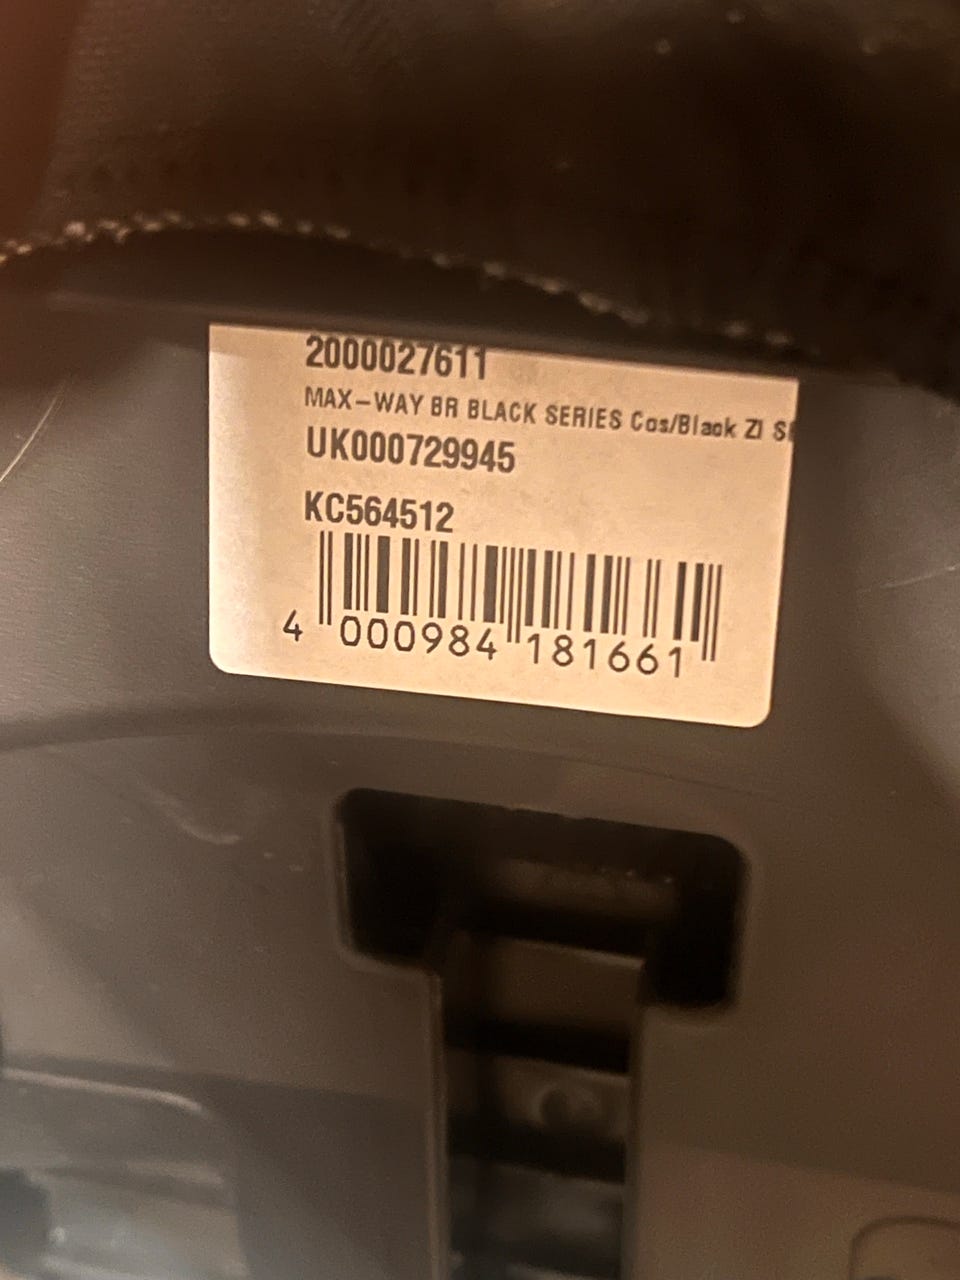 2000027611
MAX-WAY BR BLACK SERIES Cos/Black ZI
UK000729945
KC564512
4 000984 181661